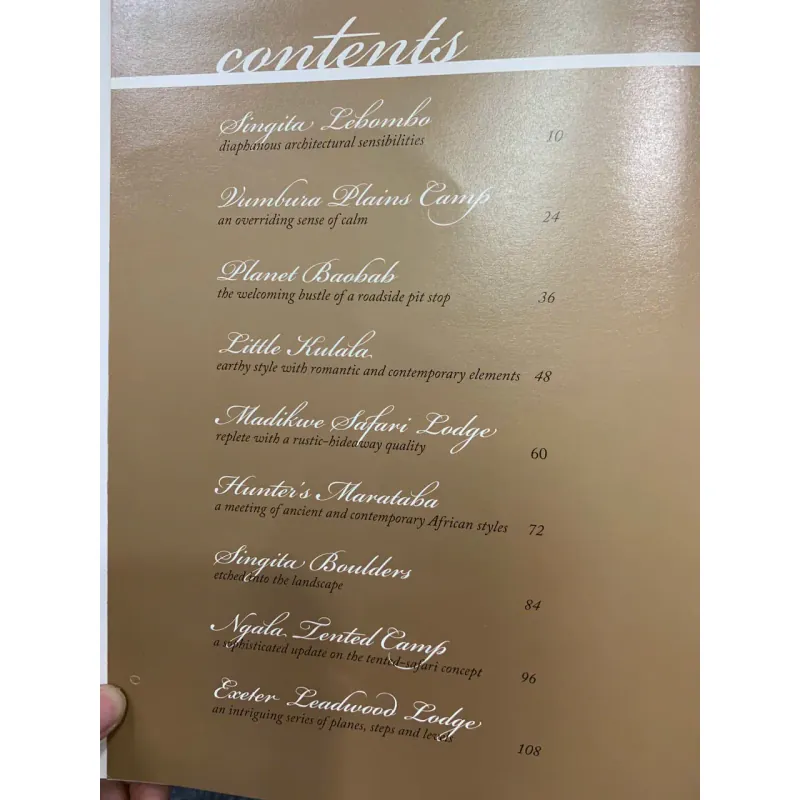 contents
Singita Lebombo
diaphanous architectural sensibilities 10
Vumbura Plains Camp
an overriding sense of calm 24
Planet Baobab
the welcoming bustle of a roadside pit stop 36
Little Kulala
earthy style with romantic and contemporary elements 48
Madikwe Safari Lodge
replete with a rustic-hideaway quality 60
Hunter's Marataba
a meeting of ancient and contemporary African styles 72
Singita Boulders
etched into the landscape 84
Ngala Tented Camp
a sophisticated update on the tented-safari concept 96
Exeter Leadwood Lodge
an intriguing series of planes, steps and levels 108